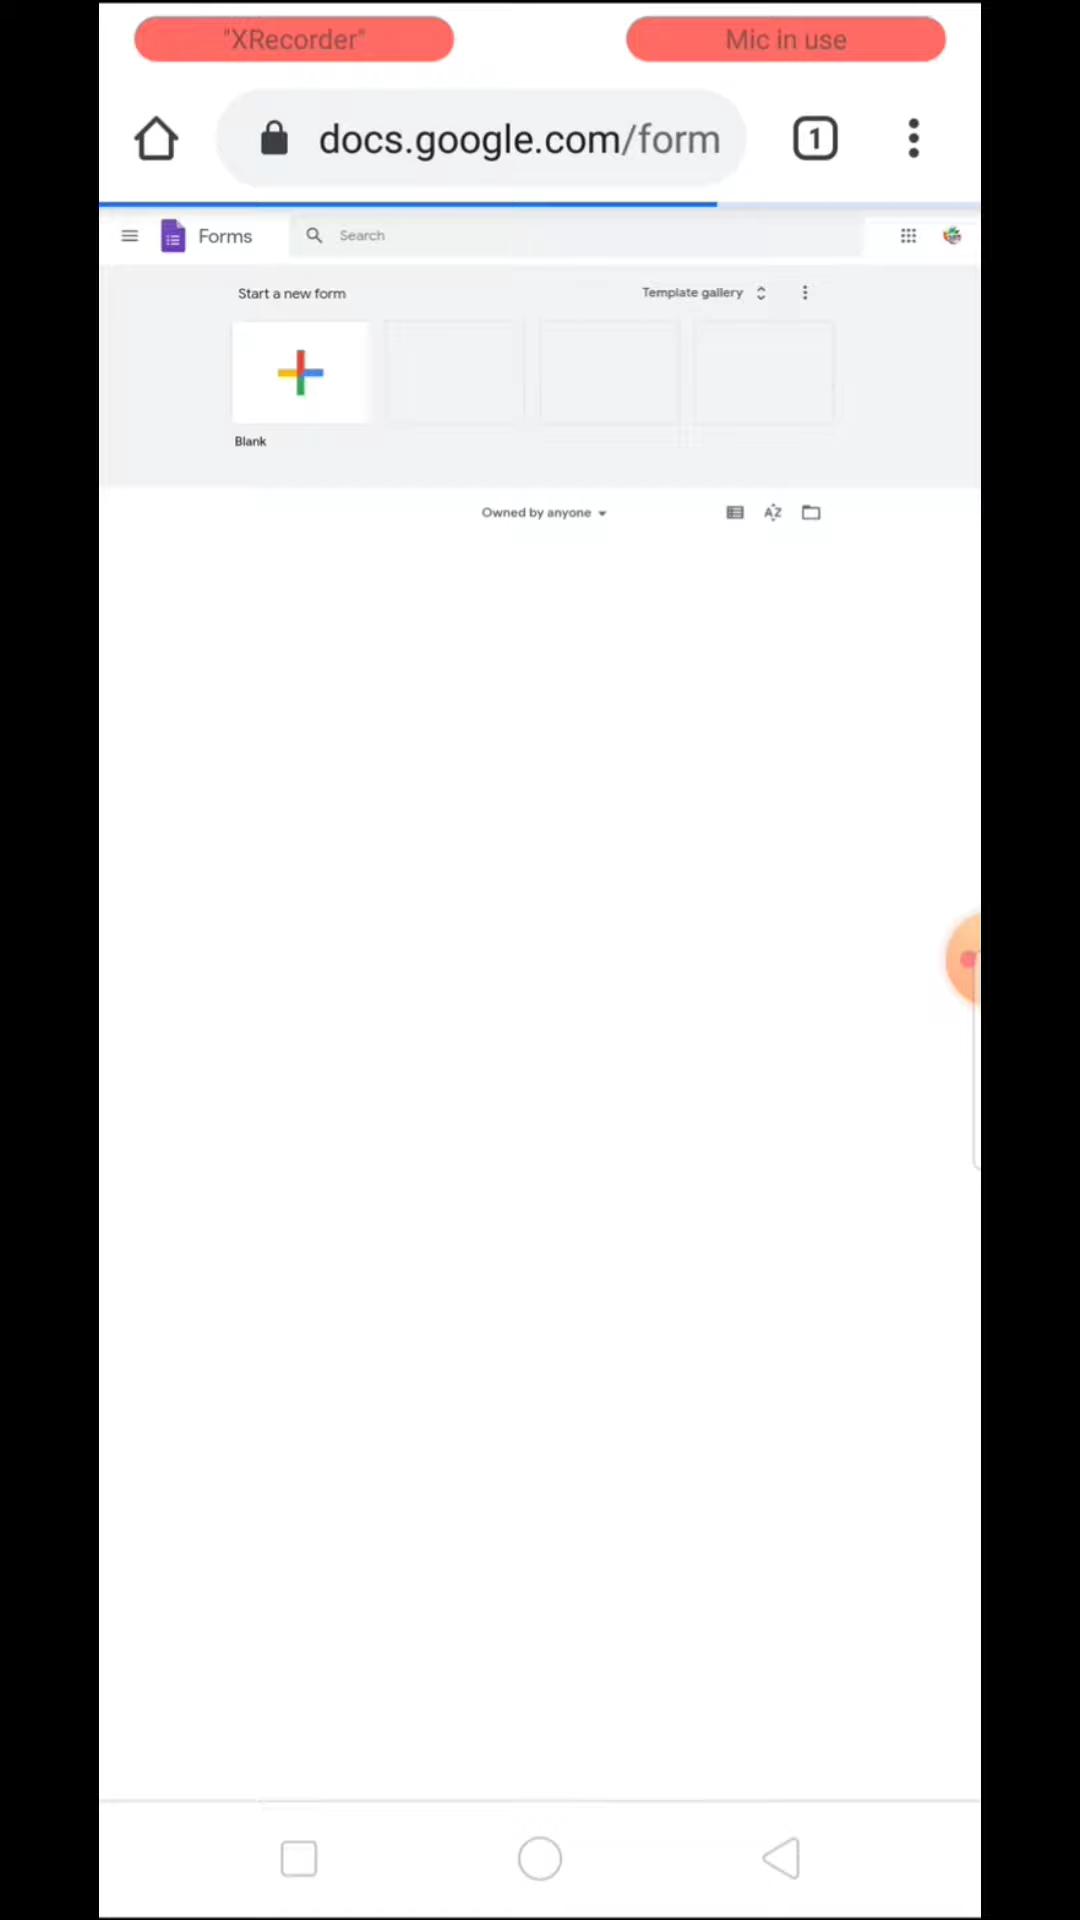 "XRecorder" Mic in use
docs.google.com/form 1
Forms Search
Start a new form Template gallery
Blank
Owned by anyone AZ